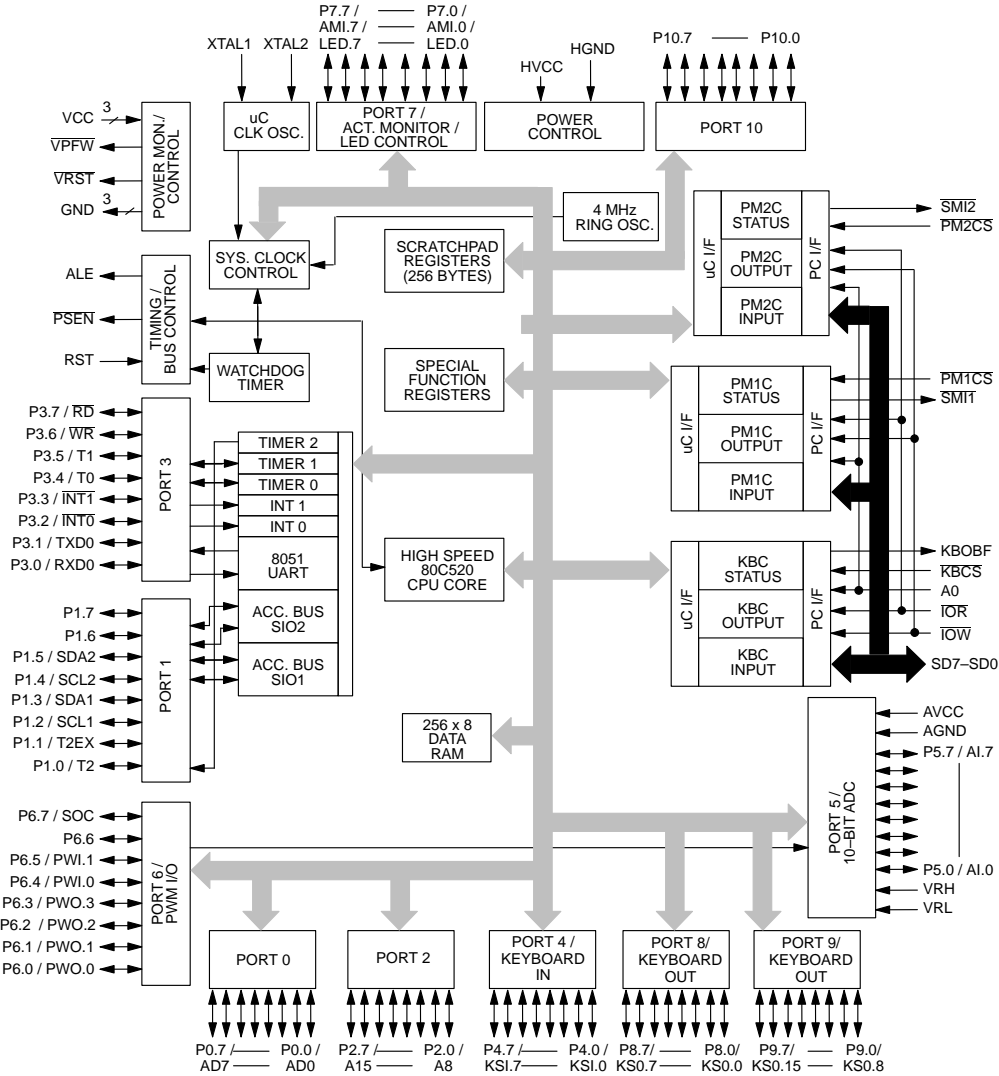 P7.7 / P7.0 /
AMI.7 / AMI.0 /
LED.7 LED.0
XTAL1 XTAL2
HVCC
HGND
P10.7 P10.0
VCC 3
VPFW
VRST
GND 3
POWER MON./
CONTROL
uC
CLK OSC.
PORT 7 /
ACT. MONITOR /
LED CONTROL
POWER
CONTROL
PORT 10
4 MHz
RING OSC.
SYS. CLOCK
CONTROL
SCRATCHPAD
REGISTERS
(256 BYTES)
uC I/F
PM2C
STATUS
PM2C
OUTPUT
PM2C
INPUT
PC I/F
SMI2
PM2CS
ALE
PSEN
RST
TIMING /
BUS CONTROL
WATCHDOG
TIMER
SPECIAL
FUNCTION
REGISTERS
uC I/F
PM1C
STATUS
PM1C
OUTPUT
PM1C
INPUT
PC I/F
PM1CS
SMI1
P3.7 / RD
P3.6 / WR
P3.5 / T1
P3.4 / T0
P3.3 / INT1
P3.2 / INT0
P3.1 / TXD0
P3.0 / RXD0
PORT 3
TIMER 2
TIMER 1
TIMER 0
INT 1
INT 0
8051
UART
ACC. BUS
SIO2
ACC. BUS
SIO1
HIGH SPEED
80C520
CPU CORE
uC I/F
KBC
STATUS
KBC
OUTPUT
KBC
INPUT
PC I/F
KBOBF
KBCS
A0
IOR
IOW
SD7–SD0
P1.7
P1.6
P1.5 / SDA2
P1.4 / SCL2
P1.3 / SDA1
P1.2 / SCL1
P1.1 / T2EX
P1.0 / T2
PORT 1
256 x 8
DATA
RAM
PORT 5 /
10–BIT ADC
AVCC
AGND
P5.7 / AI.7
P5.0 / AI.0
VRH
VRL
P6.7 / SOC
P6.6
P6.5 / PWI.1
P6.4 / PWI.0
P6.3 / PWO.3
P6.2 / PWO.2
P6.1 / PWO.1
P6.0 / PWO.0
PORT 6 /
PWM I/O
PORT 0
PORT 2
PORT 4 /
KEYBOARD
IN
PORT 8/
KEYBOARD
OUT
PORT 9/
KEYBOARD
OUT
P0.7 / P0.0 /
AD7 AD0
P2.7 / P2.0 /
A15 A8
P4.7 / P4.0 /
KSI.7 KSI.0
P8.7/ P8.0/
KS0.7 KS0.0
P9.7/ P9.0/
KS0.15 KS0.8